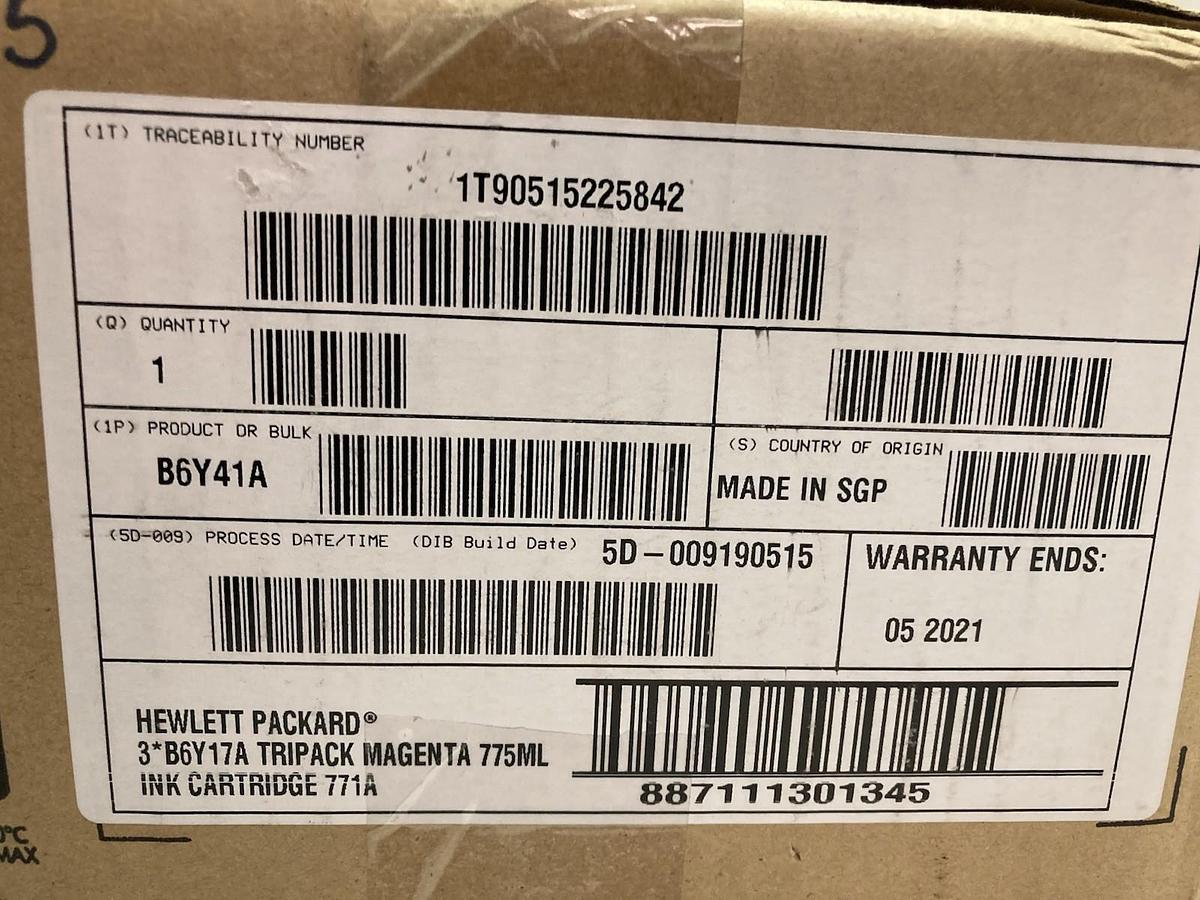 5
(1T) TRACEABILITY NUMBER
1T90515225842
(Q) QUANTITY
1
(1P) PRODUCT OR BULK
B6Y41A
(S) COUNTRY OF ORIGIN
MADE IN SGP
(5D-009) PROCESS DATE/TIME (DIB Build Date) 5D-009190515
WARRANTY ENDS:
05 2021
HEWLETT PACKARD®
3*B6Y17A TRIPACK MAGENTA 775ML
INK CARTRIDGE 771A
887111301345
0°C
MAX